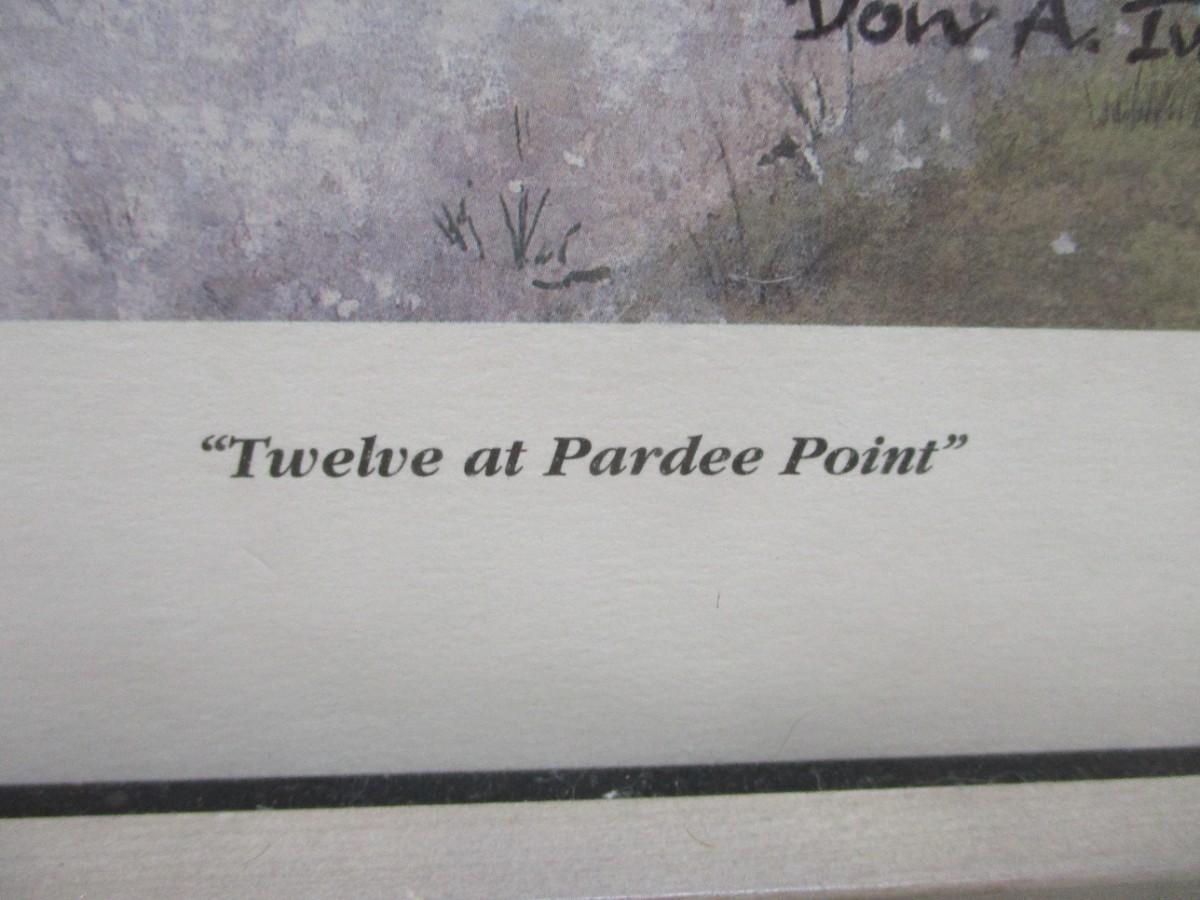 Don A.
“Twelve at Pardee Point”